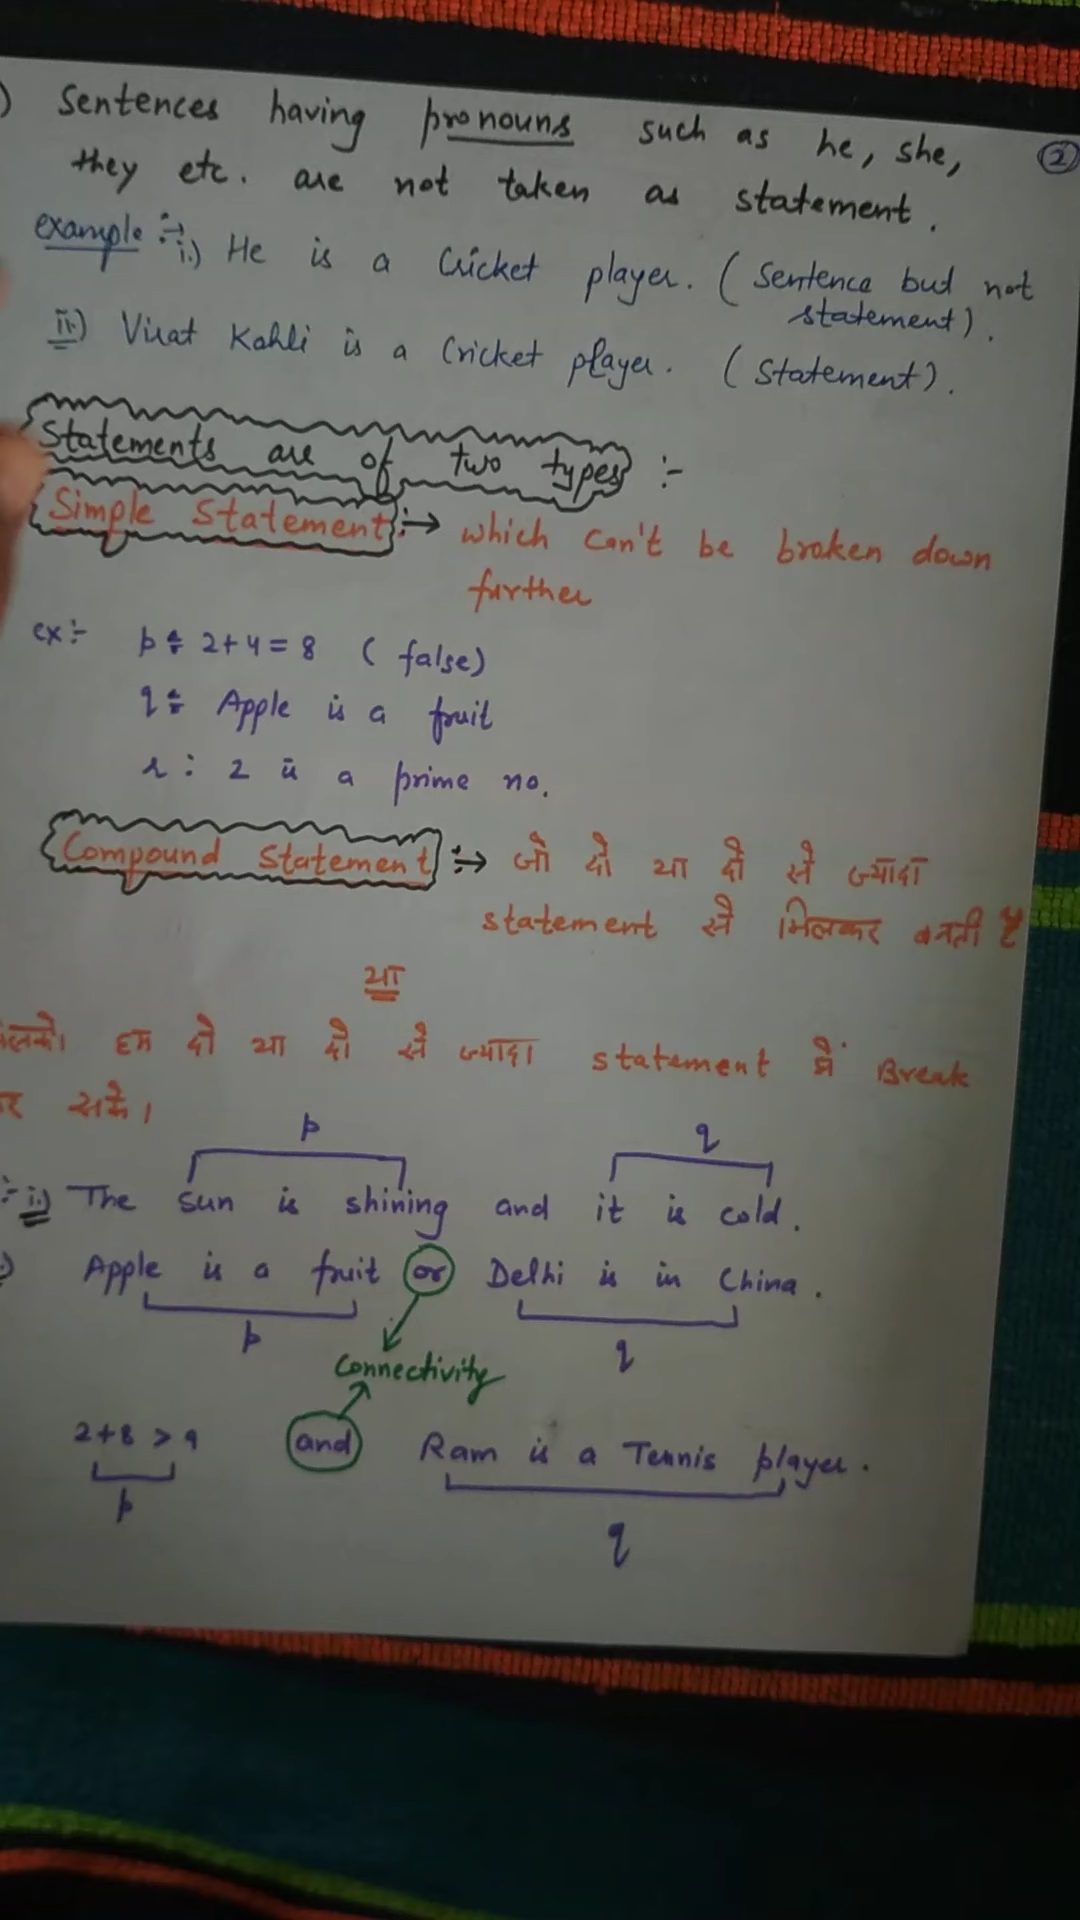 ) Sentences having pronouns such as he, she, ②
they etc. are not taken as statement.
example :→ i.) He is a Cricket player. (Sentence but not
statement).
ii.) Virat Kohli is a Cricket player. (Statement).
Statements are of two types :-
Simple Statement :→ which can't be broken down
further
ex :- p : 2+4=8 (false)
q : Apple is a fruit
r : 2 is a prime no.
Compound Statement :→ जो दो या दो से ज्यादा
statement से मिलकर बनती है
या
हम दो या दो से ज्यादा statement में Break
सके।
p q
:- i.) The sun is shining and it is cold.
) Apple is a fruit or Delhi is in China.
p q
Connectivity
2+8 > 9 and Ram is a Tennis player.
p
q